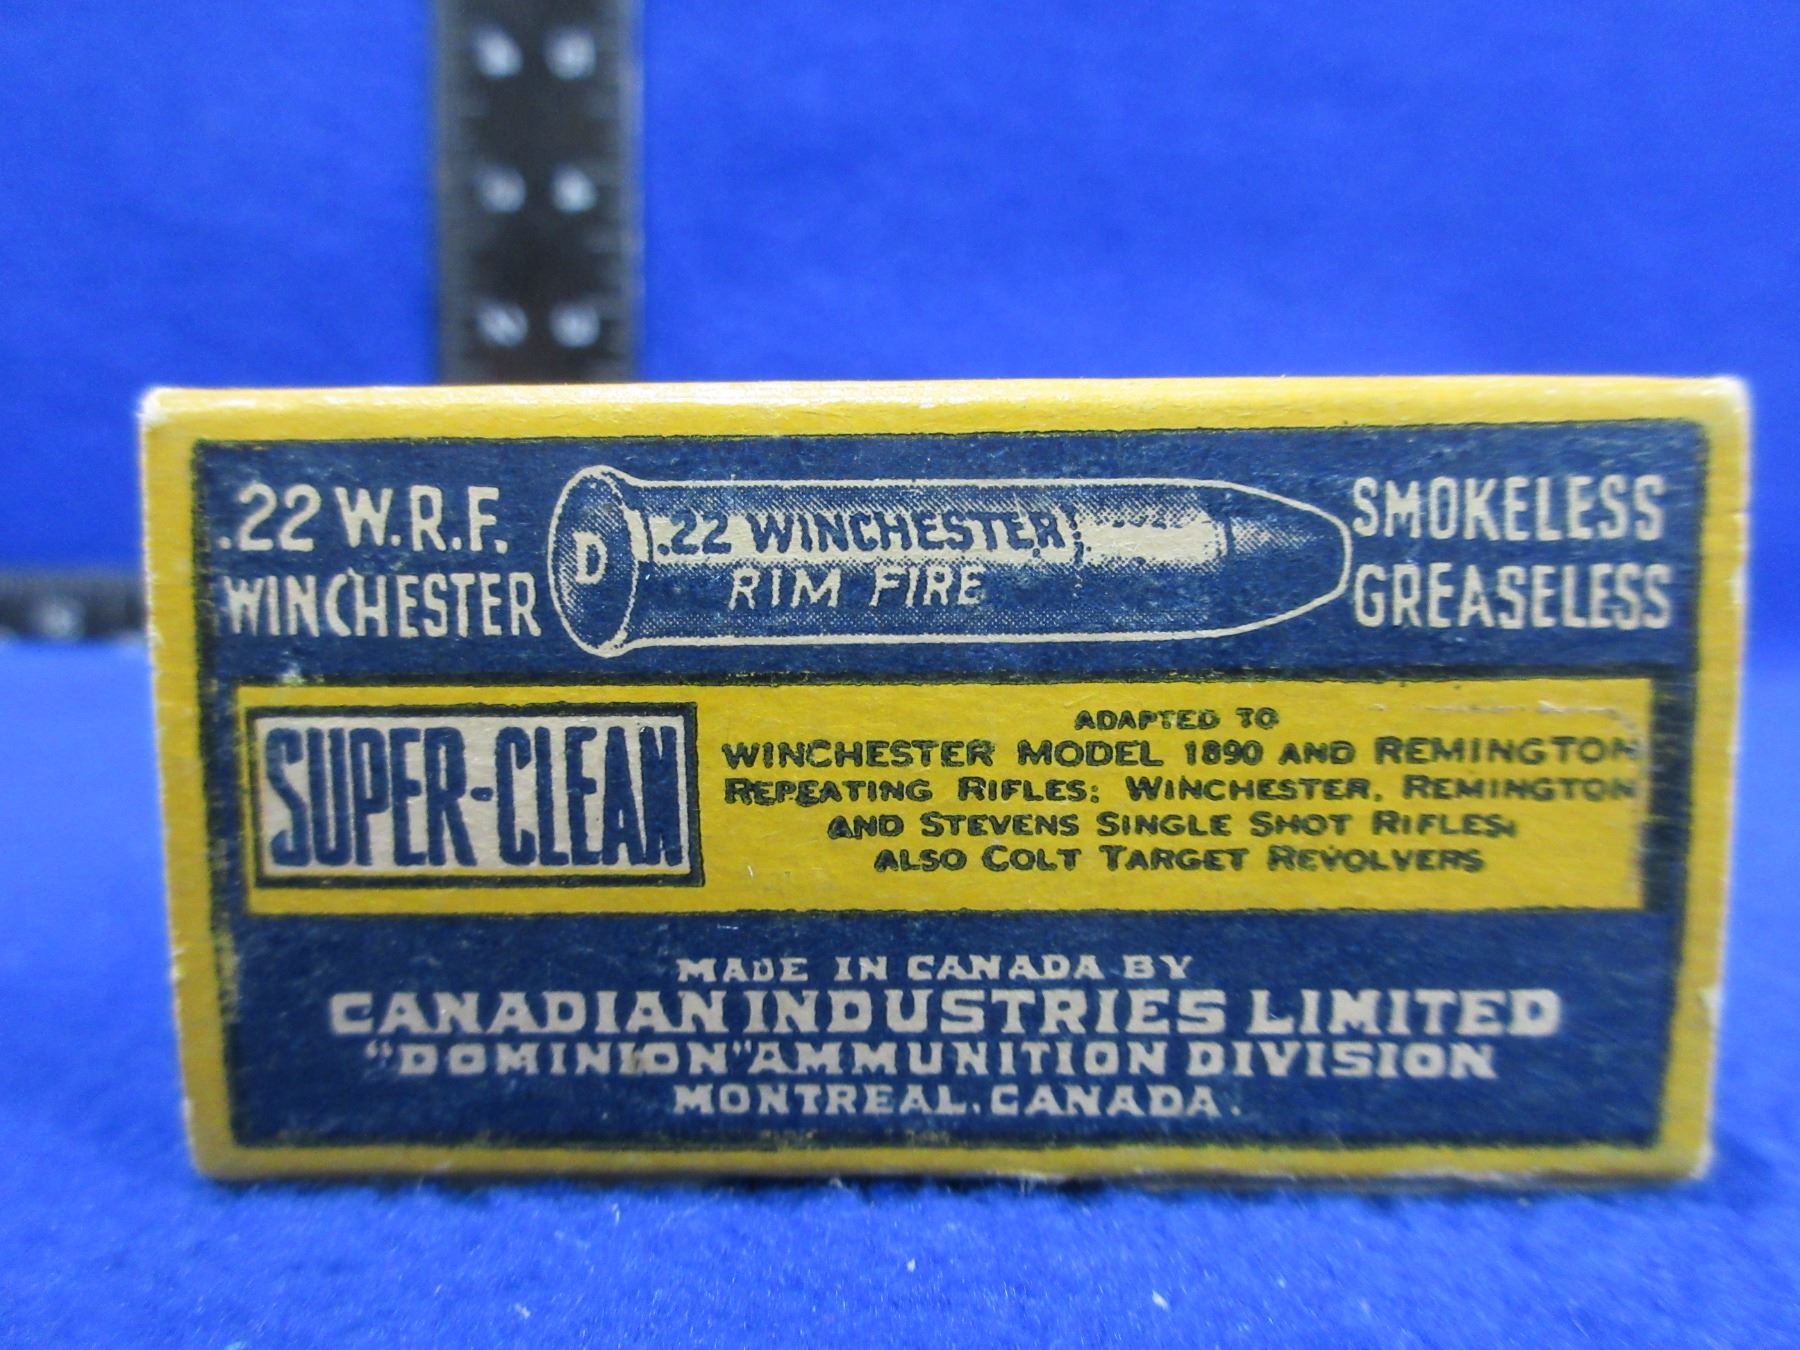 .22 W.R.F.
WINCHESTER
D
.22 WINCHESTER
RIM FIRE
SMOKELESS
GREASELESS
SUPER-CLEAN
ADAPTED TO
WINCHESTER MODEL 1890 AND REMINGTON
REPEATING RIFLES: WINCHESTER, REMINGTON
AND STEVENS SINGLE SHOT RIFLES,
ALSO COLT TARGET REVOLVERS
MADE IN CANADA BY
CANADIAN INDUSTRIES LIMITED
"DOMINION" AMMUNITION DIVISION
MONTREAL. CANADA.